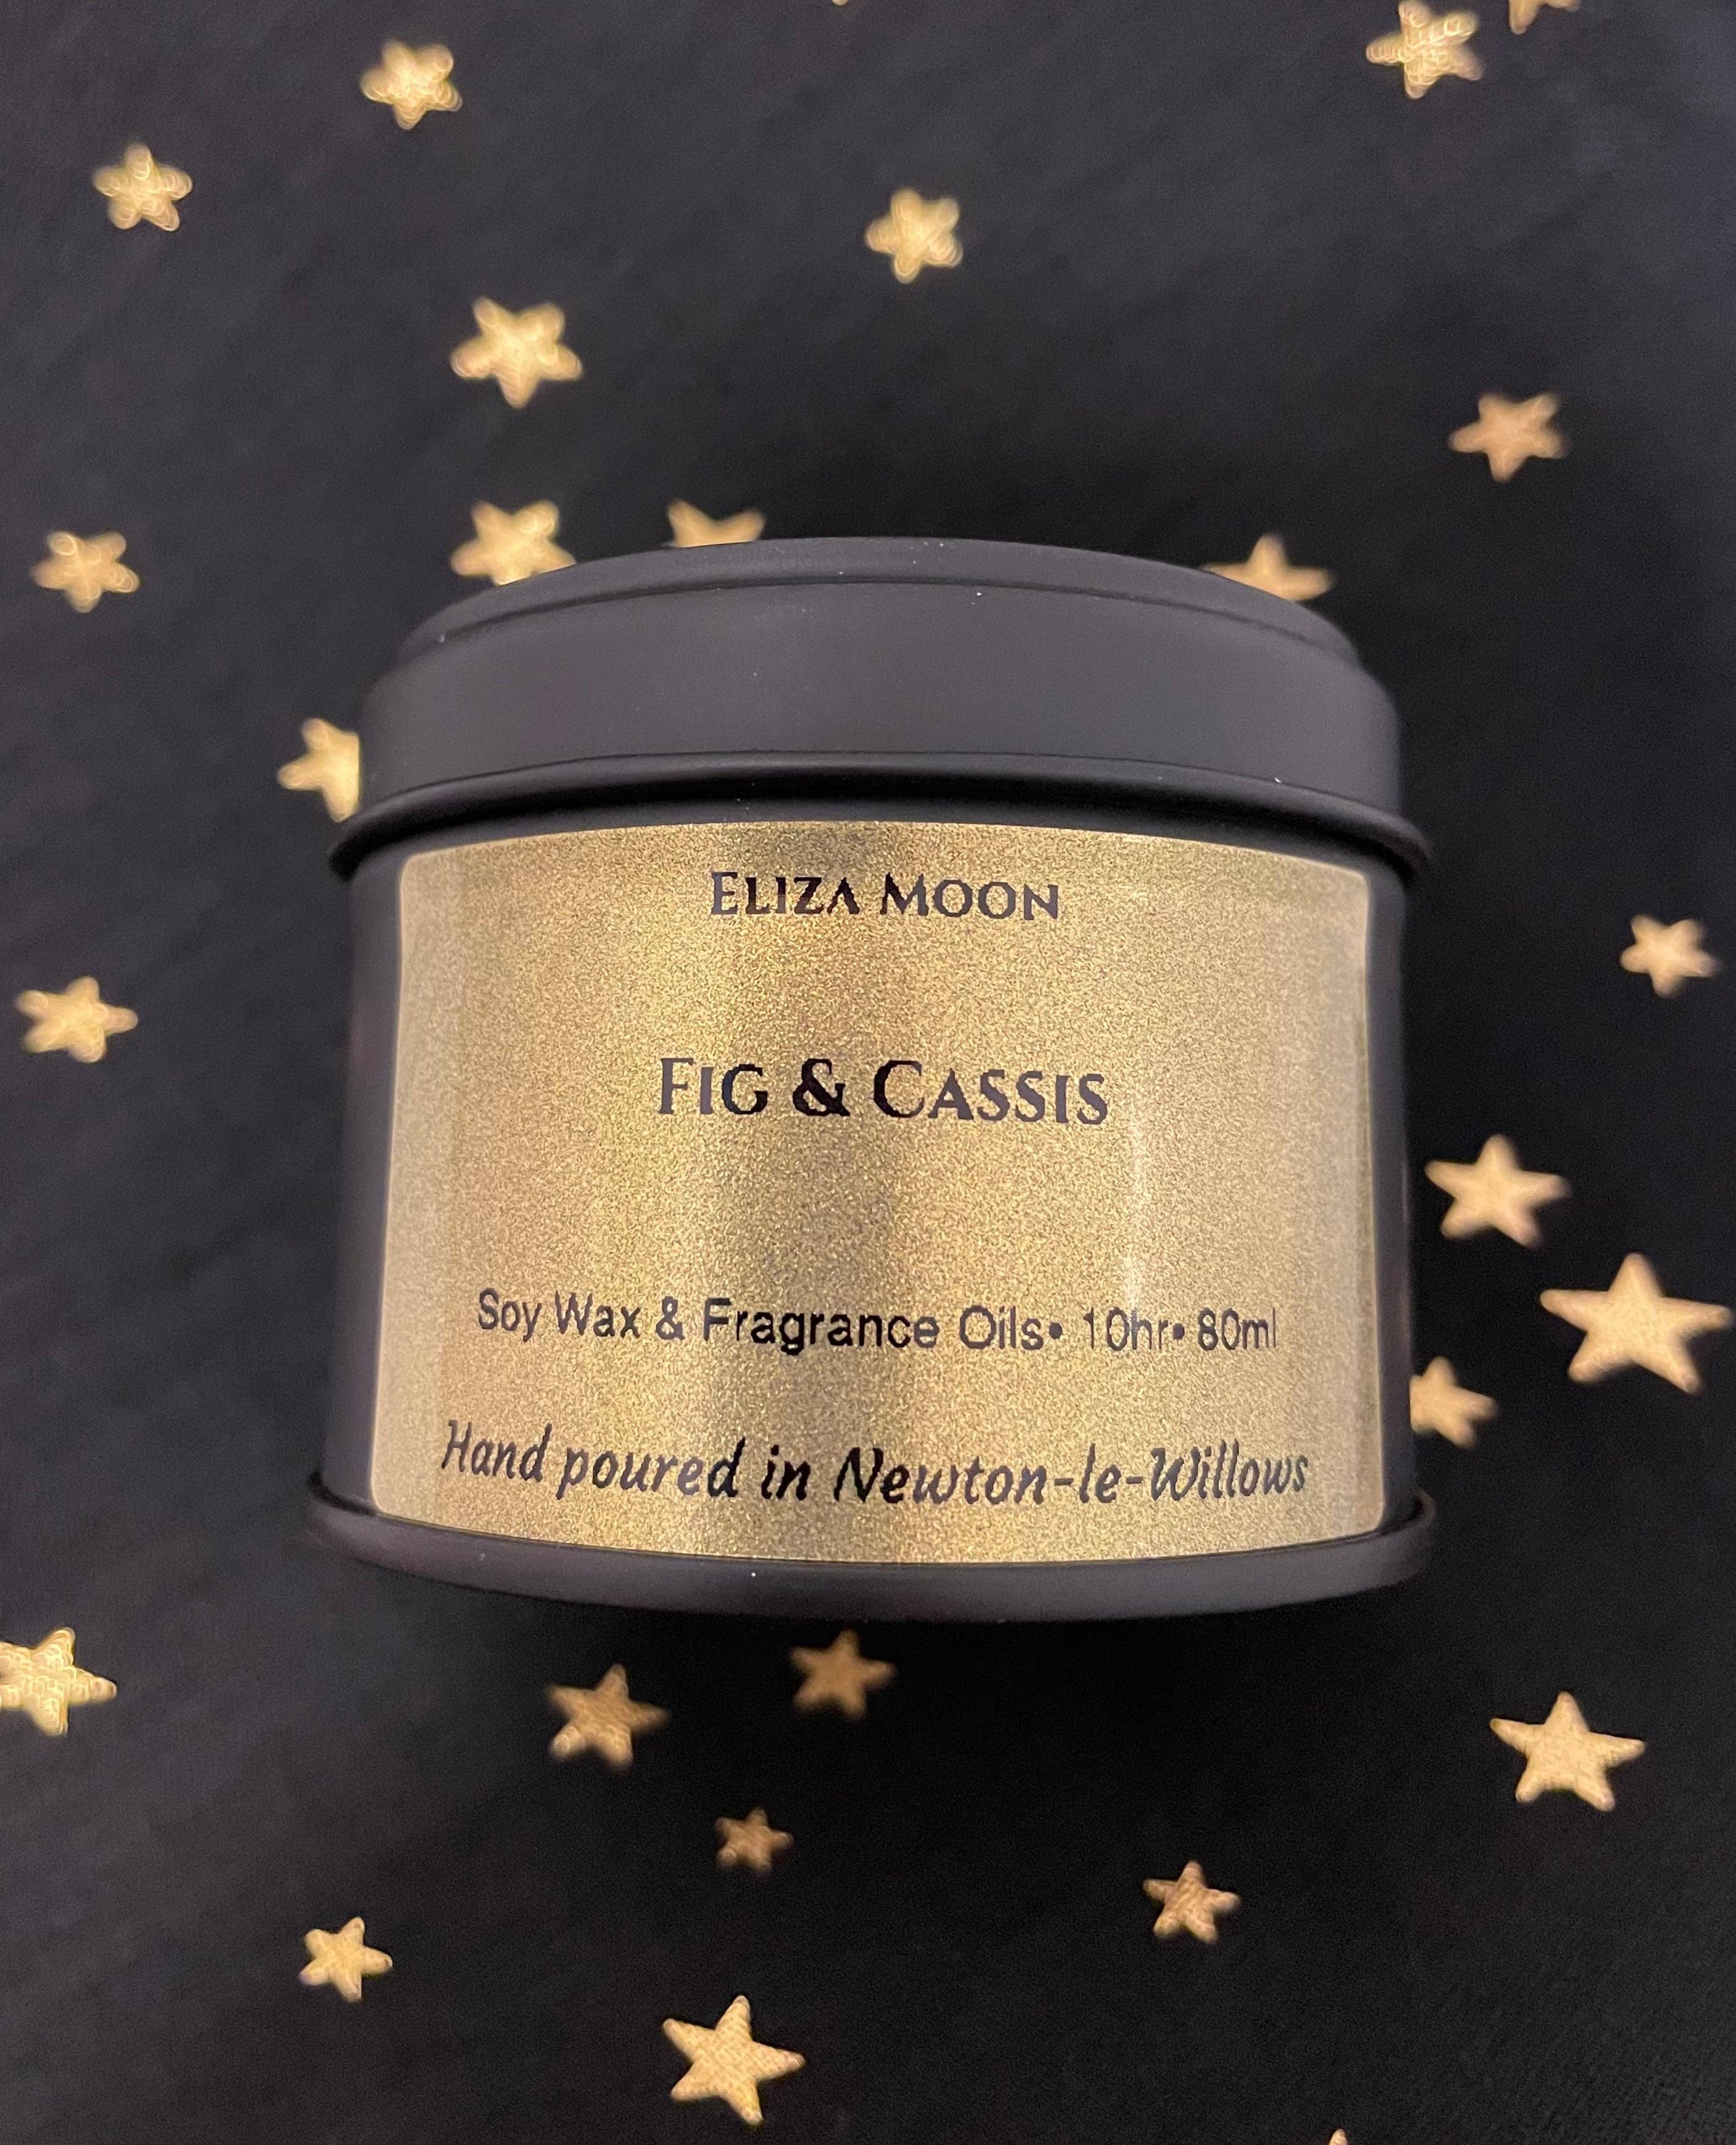 ELIZA MOON
FIG & CASSIS
Soy Wax & Fragrance Oils• 10hr• 80ml
Hand poured in Newton-le-Willows